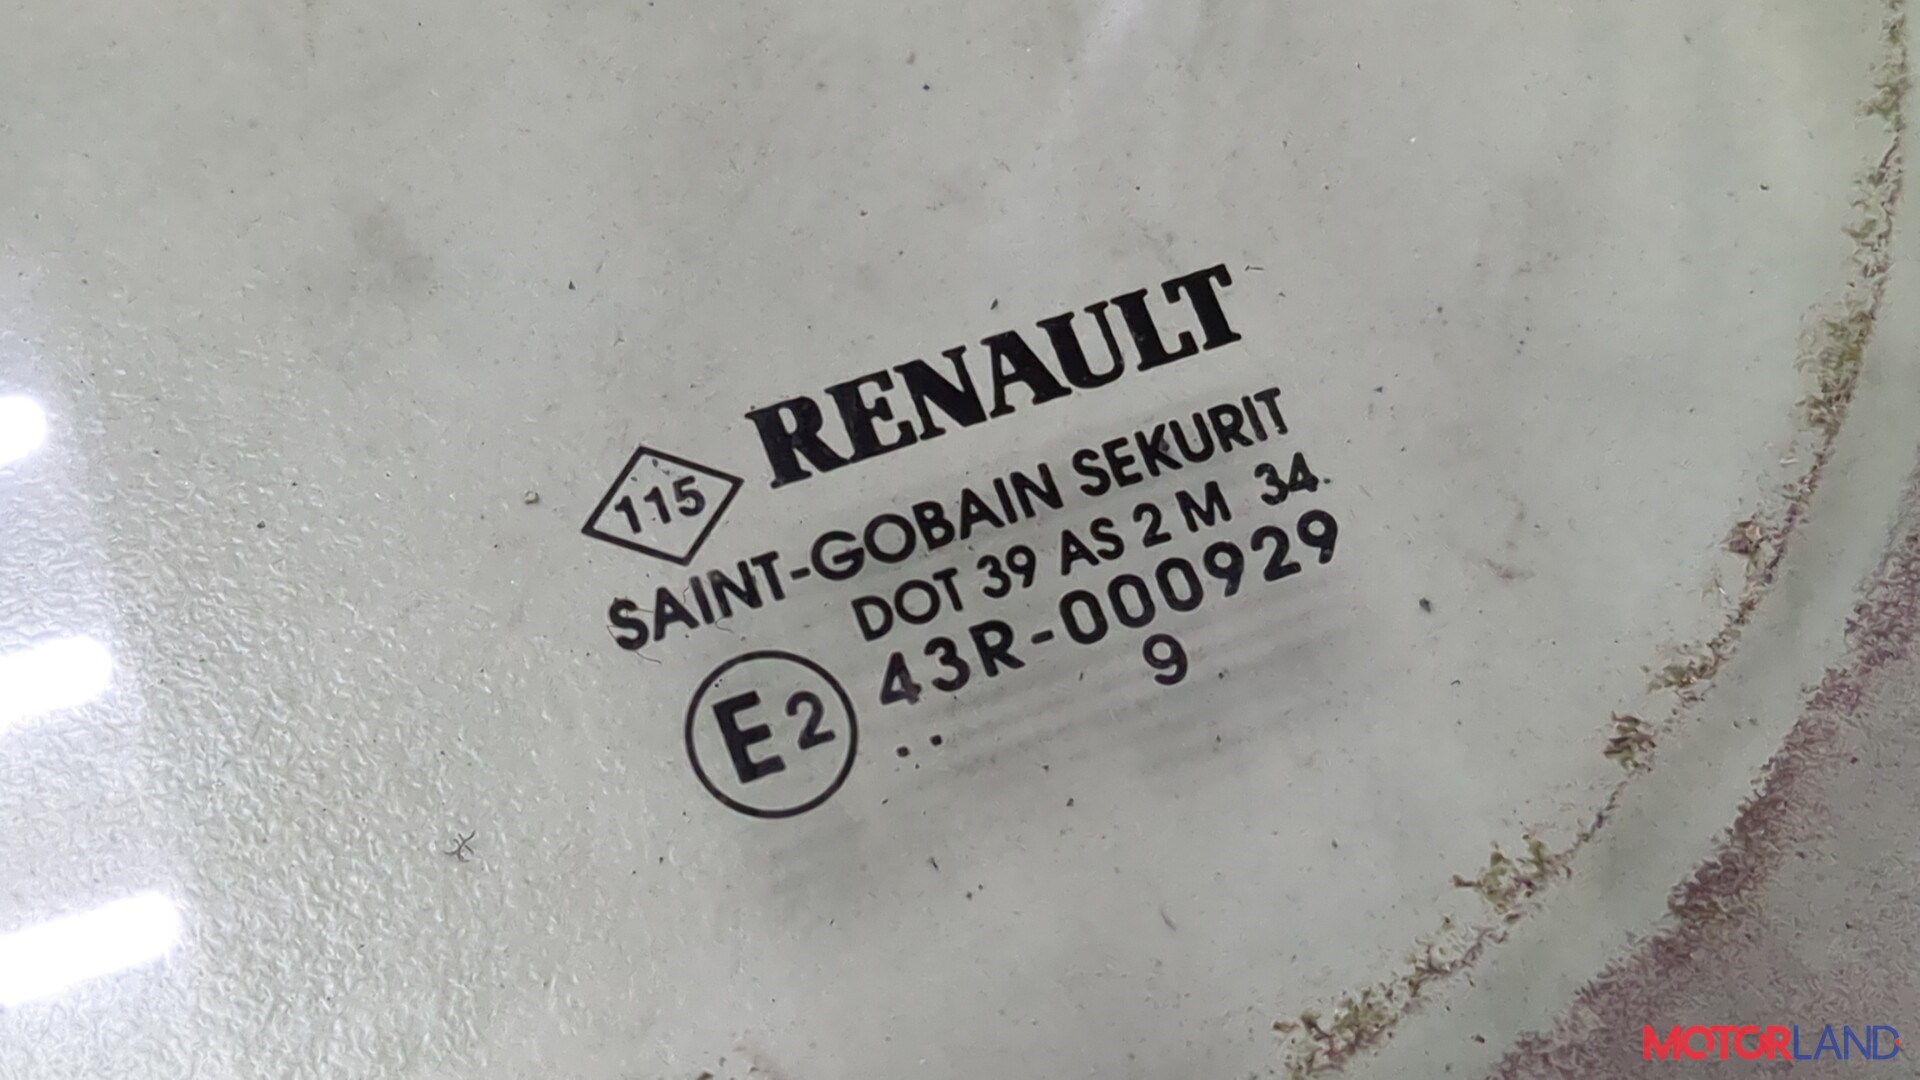 RENAULT
115
SAINT-GOBAIN SEKURIT
DOT 39 AS 2 M 34.
43R-000929
E2
. . 9
MOTORLAND